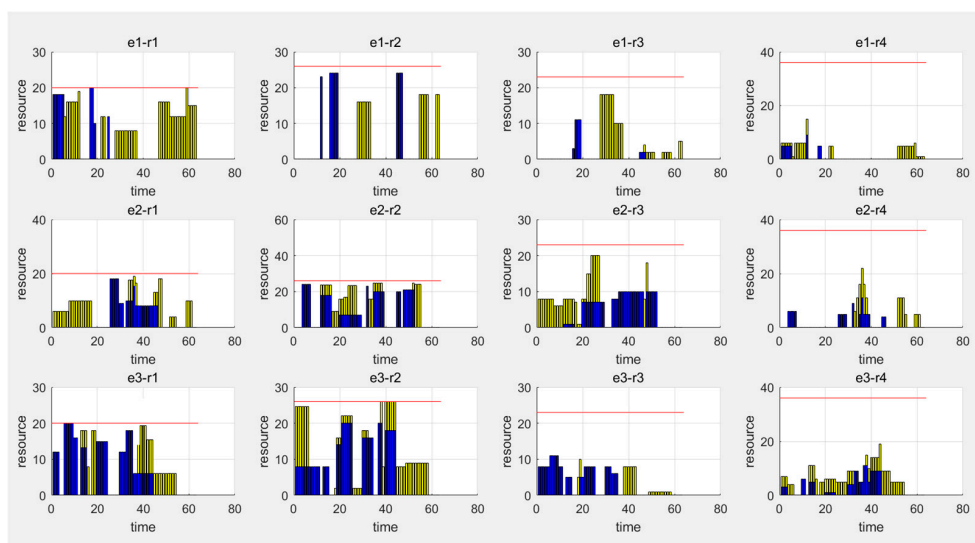 e1-r1 e1-r2 e1-r3 e1-r4
30 30 30 40
20 20 20
20
10 10 10
0 0 0 0
resource resource resource resource
0 20 40 60 80 0 20 40 60 80 0 20 40 60 80 0 20 40 60 80
time time time time
e2-r1 e2-r2 e2-r3 e2-r4
40 60 30 40
40 20
20 20
20 10
0 0 0 0
resource resource resource resource
0 20 40 60 80 0 20 40 60 80 0 20 40 60 80 0 20 40 60 80
time time time time
e3-r1 e3-r2 e3-r3 e3-r4
30 30 30 40
20 20 20
20
10 10 10
0 0 0 0
resource resource resource resource
0 20 40 60 80 0 20 40 60 80 0 20 40 60 80 0 20 40 60 80
time time time time